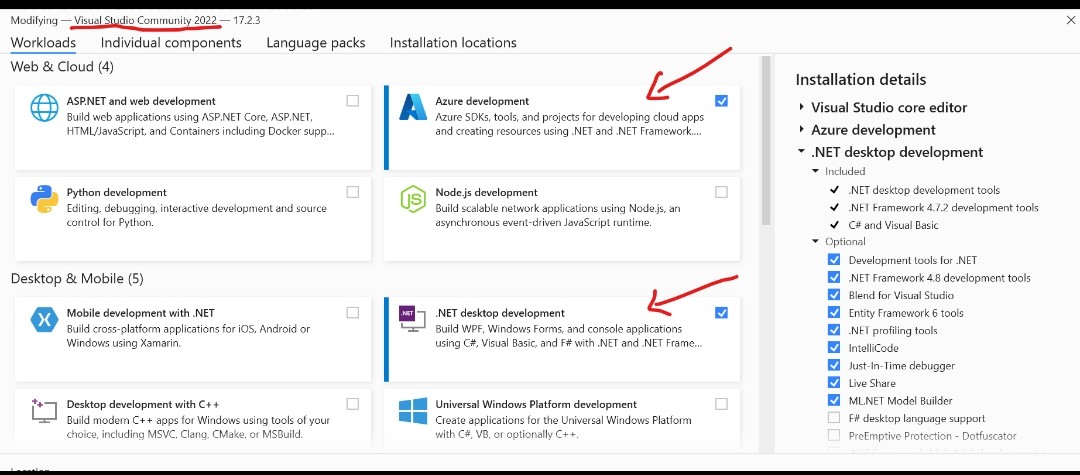 Modifying — Visual Studio Community 2022 — 17.2.3
Workloads Individual components Language packs Installation locations
Web & Cloud (4)
ASP.NET and web development
Build web applications using ASP.NET Core, ASP.NET,
HTML/JavaScript, and Containers including Docker supp...
Azure development
Azure SDKs, tools, and projects for developing cloud apps
and creating resources using .NET and .NET Framework....
Python development
Editing, debugging, interactive development and source
control for Python.
Node.js development
Build scalable network applications using Node.js, an
asynchronous event-driven JavaScript runtime.
Desktop & Mobile (5)
Mobile development with .NET
Build cross-platform applications for iOS, Android or
Windows using Xamarin.
.NET
.NET desktop development
Build WPF, Windows Forms, and console applications
using C#, Visual Basic, and F# with .NET and .NET Frame...
Desktop development with C++
Build modern C++ apps for Windows using tools of your
choice, including MSVC, Clang, CMake, or MSBuild.
Universal Windows Platform development
Create applications for the Universal Windows Platform
with C#, VB, or optionally C++.
Installation details
Visual Studio core editor
Azure development
.NET desktop development
Included
.NET desktop development tools
.NET Framework 4.7.2 development tools
C# and Visual Basic
Optional
Development tools for .NET
.NET Framework 4.8 development tools
Blend for Visual Studio
Entity Framework 6 tools
.NET profiling tools
IntelliCode
Just-In-Time debugger
Live Share
ML.NET Model Builder
F# desktop language support
PreEmptive Protection - Dotfuscator